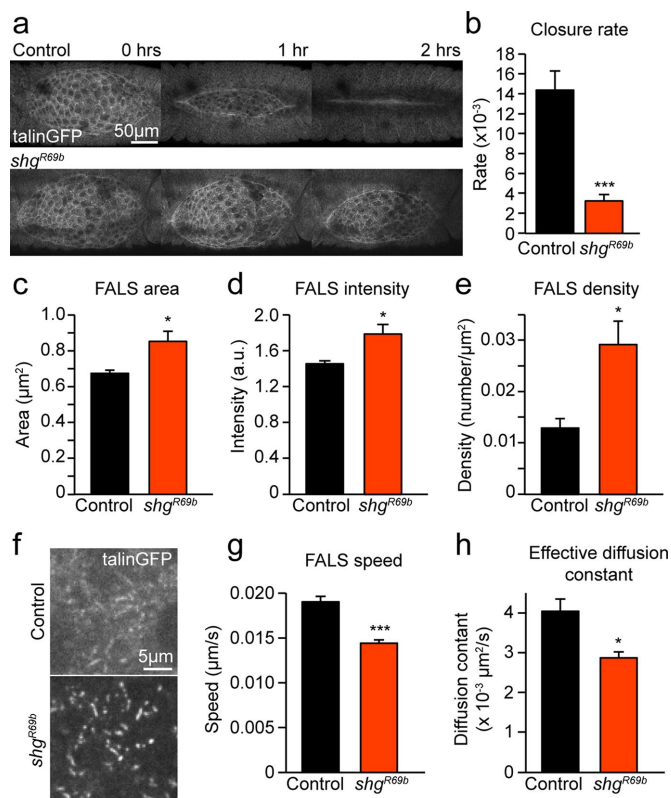 a
Control 0 hrs 1 hr 2 hrs
talinGFP 50µm
shgR69b
b
Closure rate
Rate (x10-3)
18
16
14
12
10
8
6
4
2
0
***
Control shgR69b
c
FALS area
Area (µm2)
1.0
0.8
0.6
0.4
0.2
0
*
Control shgR69b
d
FALS intensity
Intensity (a.u.)
2.0
1.6
1.2
0.8
0.4
0
*
Control shgR69b
e
FALS density
Density (number/µm2)
0.03
0.02
0.01
0
*
Control shgR69b
f
talinGFP
Control
5µm
shgR69b
g
FALS speed
Speed (µm/s)
0.020
0.015
0.010
0.005
0
***
Control shgR69b
h
Effective diffusion
constant
Diffusion contant
(x 10-3 µm2/s)
4
3
2
1
0
*
Control shgR69b